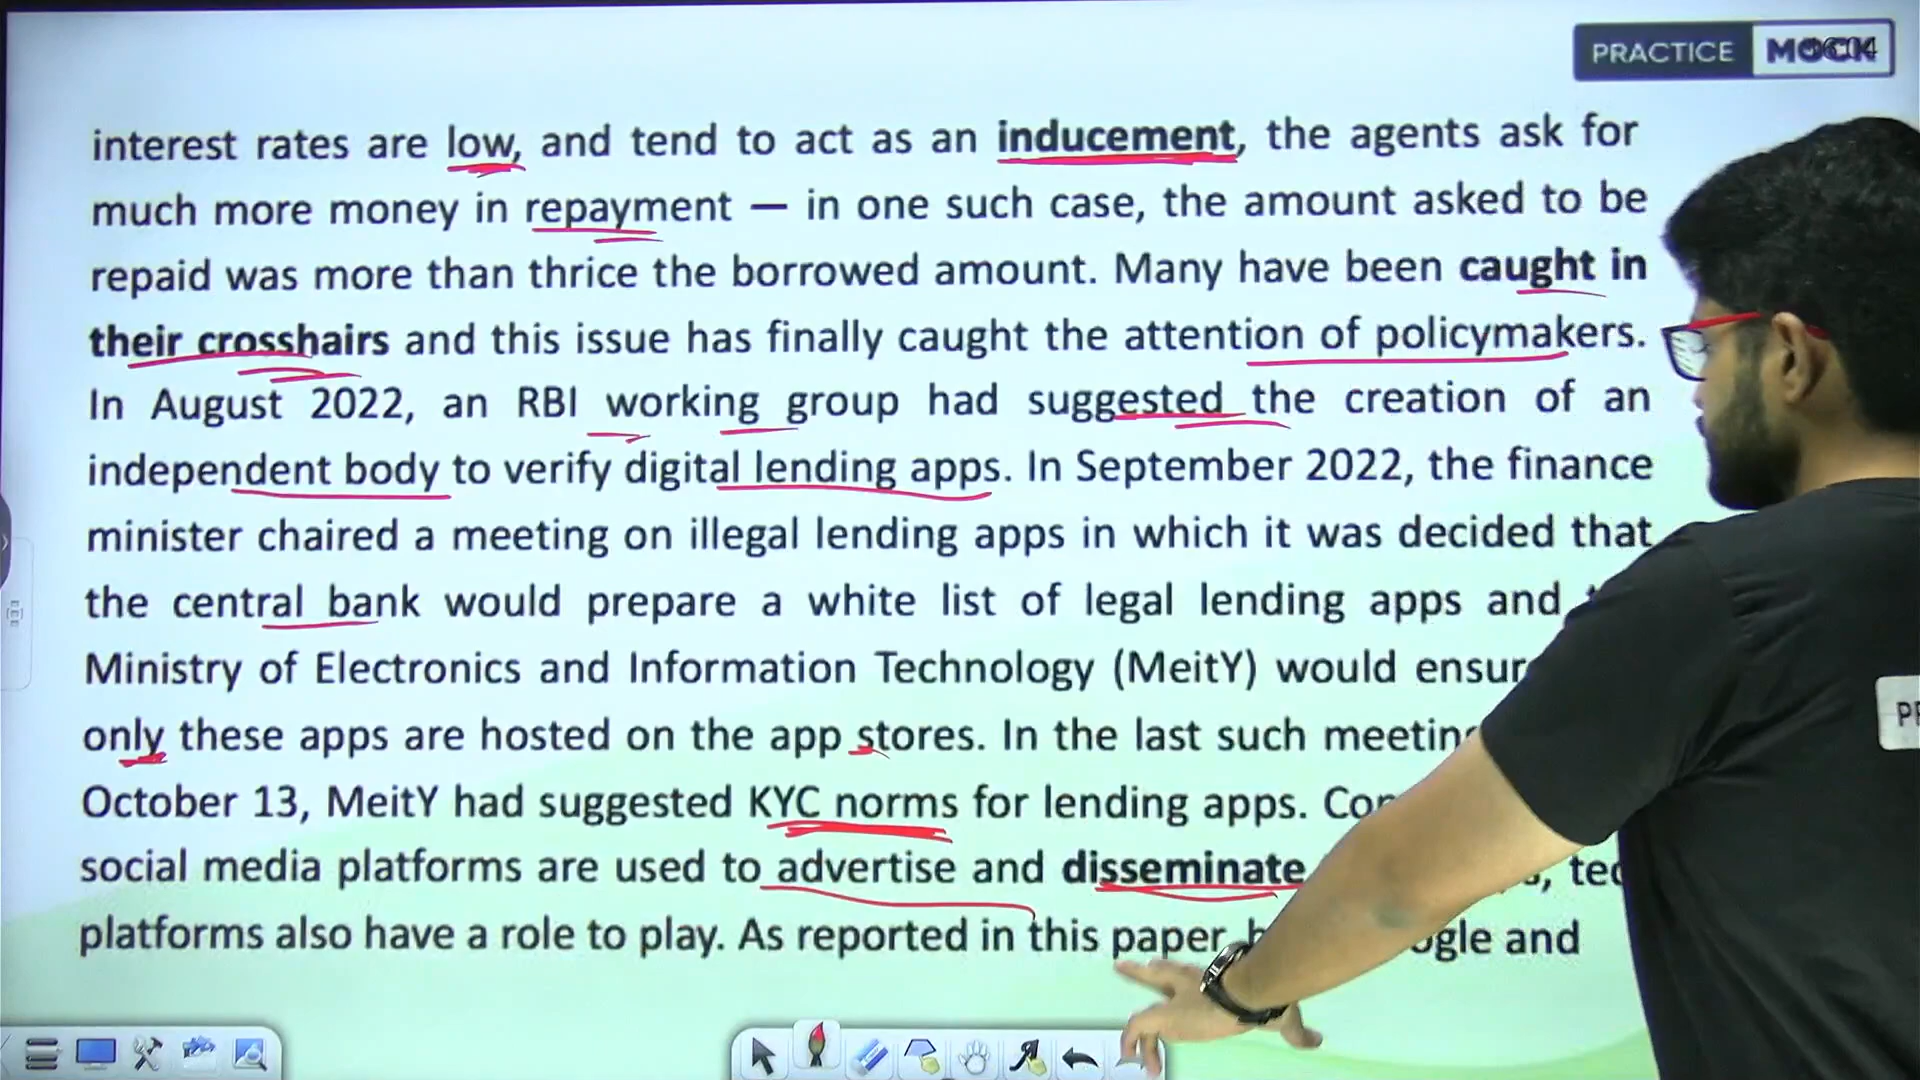 PRACTICE MOCK
interest rates are low, and tend to act as an inducement, the agents ask for
much more money in repayment — in one such case, the amount asked to be
repaid was more than thrice the borrowed amount. Many have been caught in
their crosshairs and this issue has finally caught the attention of policymakers.
In August 2022, an RBI working group had suggested the creation of an
independent body to verify digital lending apps. In September 2022, the finance
minister chaired a meeting on illegal lending apps in which it was decided that
the central bank would prepare a white list of legal lending apps and
Ministry of Electronics and Information Technology (MeitY) would
only these apps are hosted on the app stores. In the last such
October 13, MeitY had suggested KYC norms for lending apps.
social media platforms are used to advertise and disseminate
platforms also have a role to play. As reported in this paper and